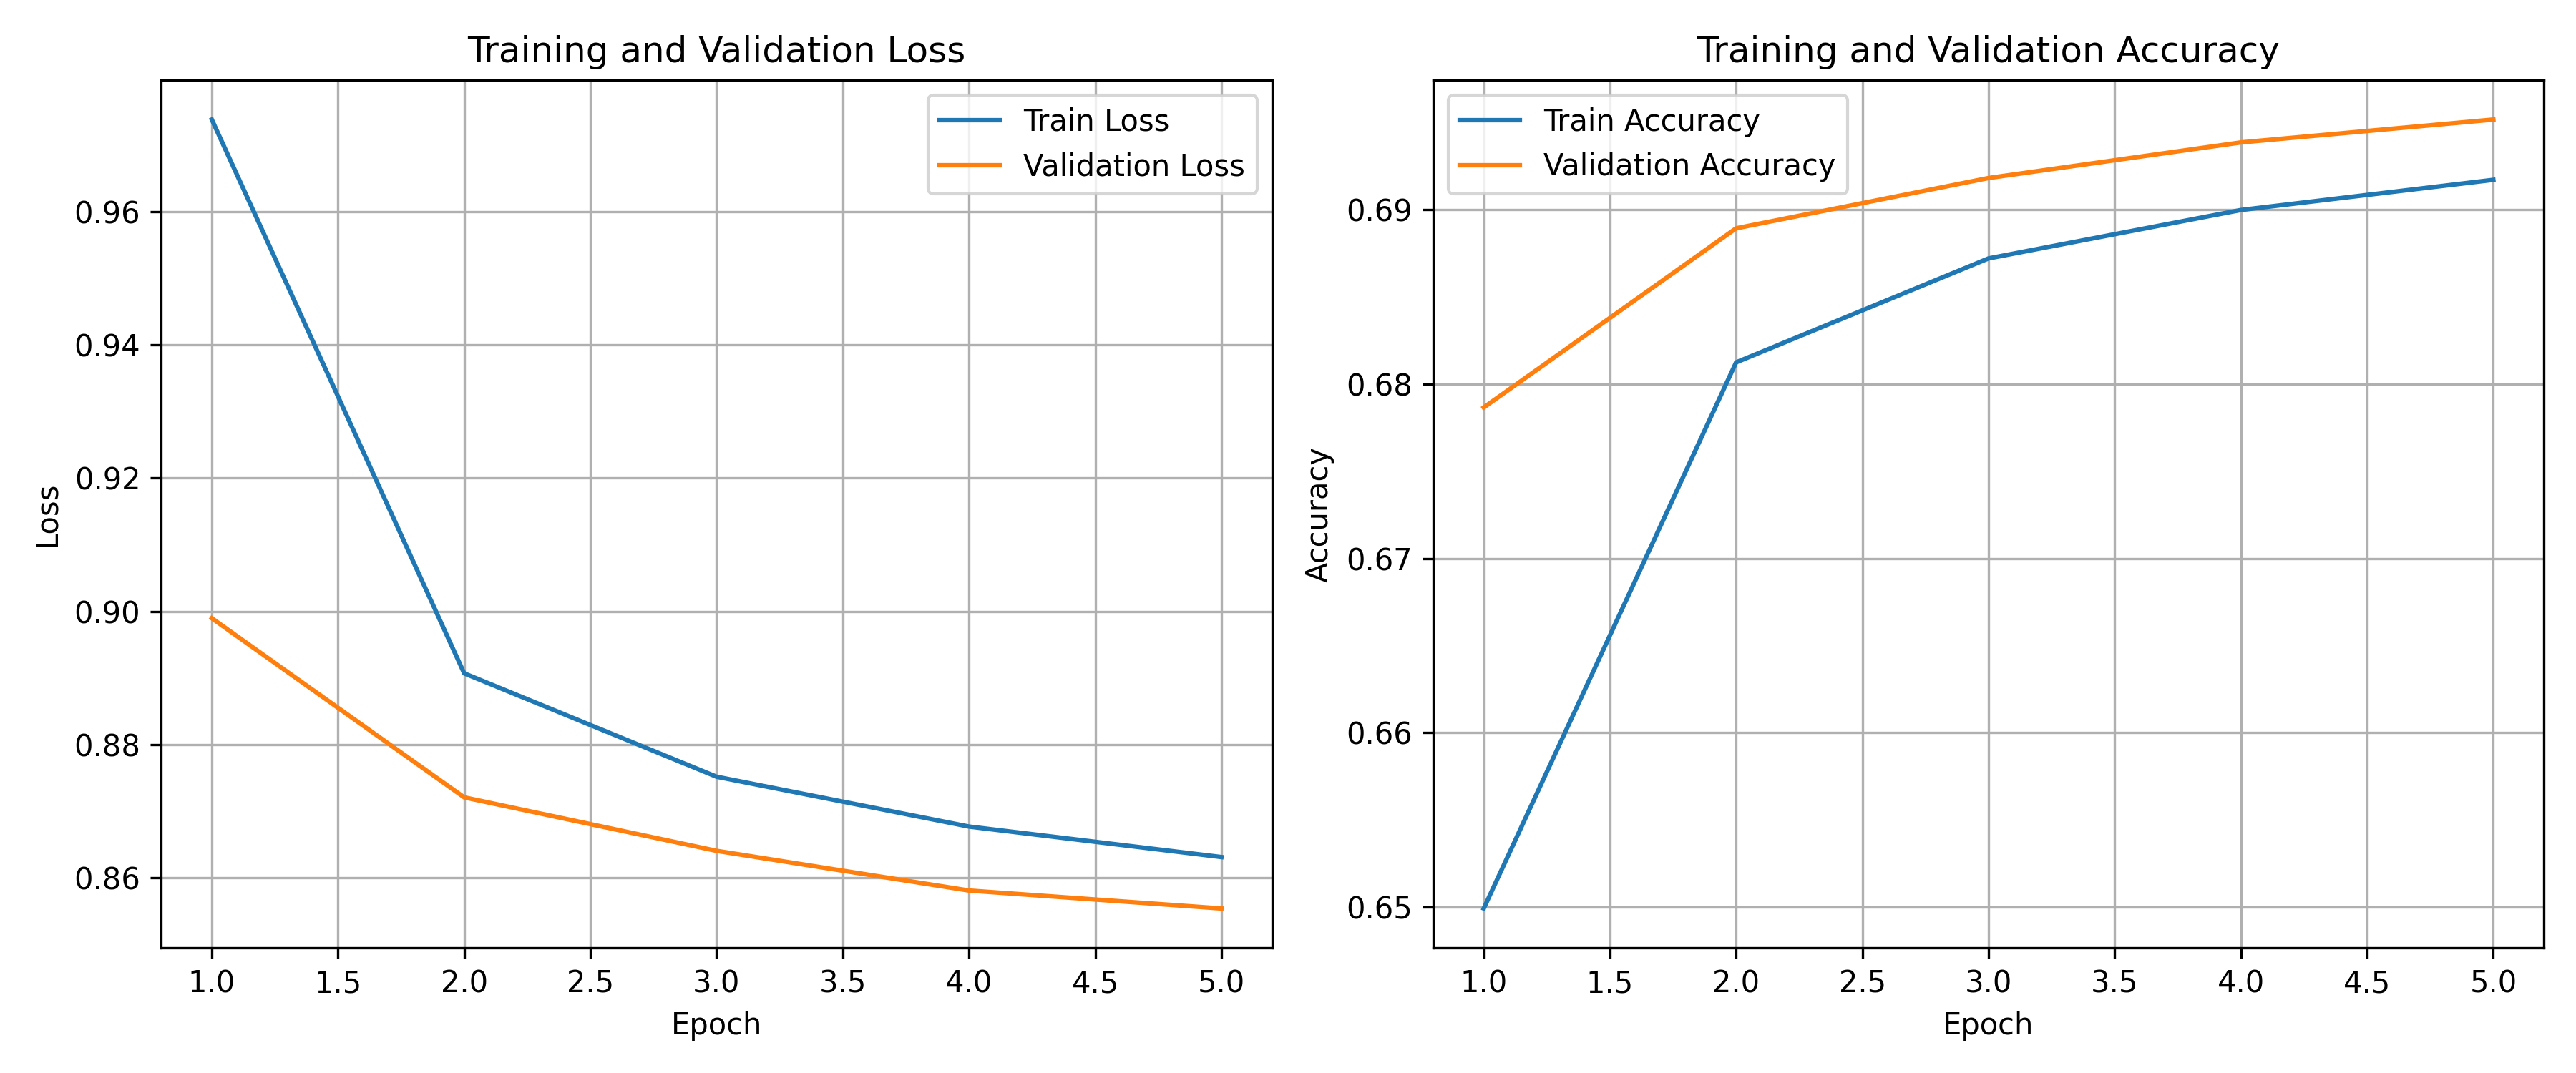 Training and Validation Loss
Train Loss
Validation Loss
0.96
0.94
0.92
0.90
0.88
0.86
Loss
1.0 1.5 2.0 2.5 3.0 3.5 4.0 4.5 5.0
Epoch
Training and Validation Accuracy
Train Accuracy
Validation Accuracy
0.69
0.68
0.67
0.66
0.65
Accuracy
1.0 1.5 2.0 2.5 3.0 3.5 4.0 4.5 5.0
Epoch